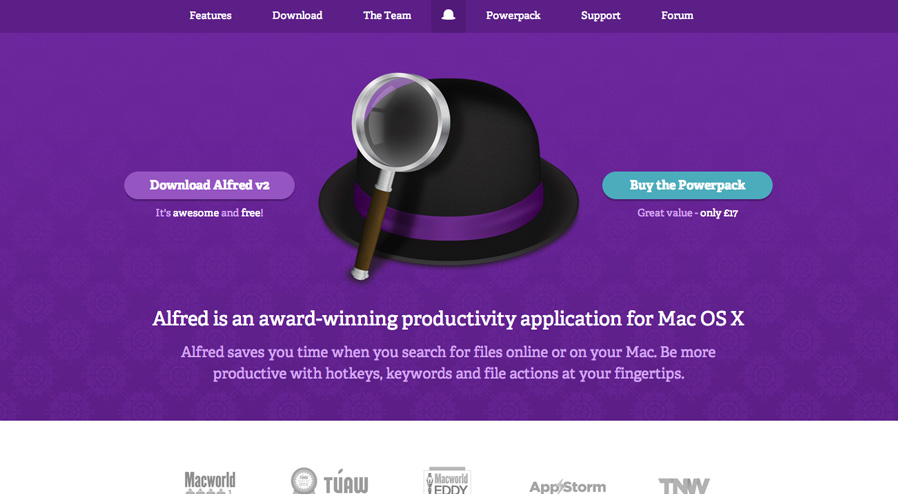 Features Download The Team Powerpack Support Forum
Download Alfred v2
It's awesome and free!
Buy the Powerpack
Great value - only £17
Alfred is an award-winning productivity application for Mac OS X
Alfred saves you time when you search for files online or on your Mac. Be more
productive with hotkeys, keywords and file actions at your fingertips.
Macworld TÚAW Macworld AppStorm TNW
EDDY